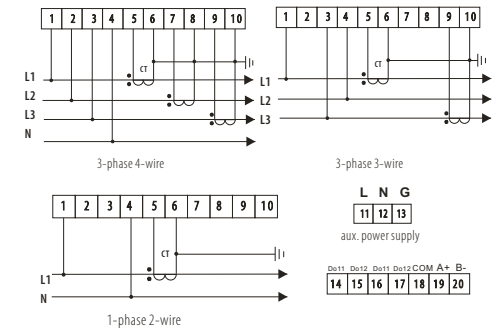 1 2 3 4 5 6 7 8 9 10
CT
L1
L2
L3
N
3-phase 4-wire
1 2 3 4 5 6 7 8 9 10
CT
L1
L2
L3
3-phase 3-wire
1 2 3 4 5 6 7 8 9 10
CT
L1
N
1-phase 2-wire
L N G
11 12 13
aux. power supply
Do11 Do12 Do11 Do12 COM A+ B-
14 15 16 17 18 19 20